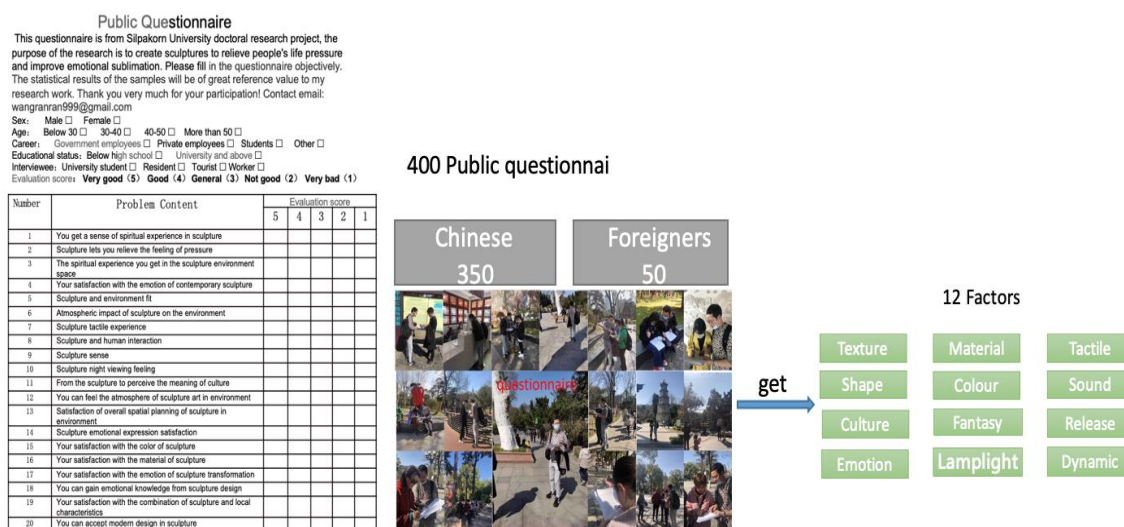 Public Questionnaire
This questionnaire is from Silpakorn University doctoral research project, the
purpose of the research is to create sculptures to relieve people's life pressure
and improve emotional sublimation. Please fill in the questionnaire objectively.
The statistical results of the samples will be of great reference value to my
research work. Thank you very much for your participation! Contact email:
wangranran999@gmail.com
Sex: Male □ Female □
Age: Below 30 □ 30-40 □ 40-50 □ More than 50 □
Career: Government employees □ Private employees □ Students □ Other □
Educational status: Below high school □ University and above □
Interviewee: University student □ Resident □ Tourist □ Worker □
Evaluation score: Very good (5) Good (4) General (3) Not good (2) Very bad (1)
Number Problem Content Evaluation score
5 4 3 2 1
1 You get a sense of spiritual experience in sculpture
2 Sculpture lets you relieve the feeling of pressure
3 The spiritual experience you get in the sculpture environment
space
4 Your satisfaction with the emotion of contemporary sculpture
5 Sculpture and environment fit
6 Atmospheric impact of sculpture on the environment
7 Sculpture tactile experience
8 Sculpture and human interaction
9 Sculpture sense
10 Sculpture night viewing feeling
11 From the sculpture to perceive the meaning of culture
12 You can feel the atmosphere of sculpture art in environment
13 Satisfaction of overall spatial planning of sculpture in
environment
14 Sculpture emotional expression satisfaction
15 Your satisfaction with the color of sculpture
16 Your satisfaction with the material of sculpture
17 Your satisfaction with the emotion of sculpture transformation
18 You can gain emotional knowledge from sculpture design
19 Your satisfaction with the combination of sculpture and local
characteristics
20 You can accept modern design in sculpture
400 Public questionnai
Chinese
350
Foreigners
50
questionnaire
get
12 Factors
Texture Material Tactile
Shape Colour Sound
Culture Fantasy Release
Emotion Lamplight Dynamic